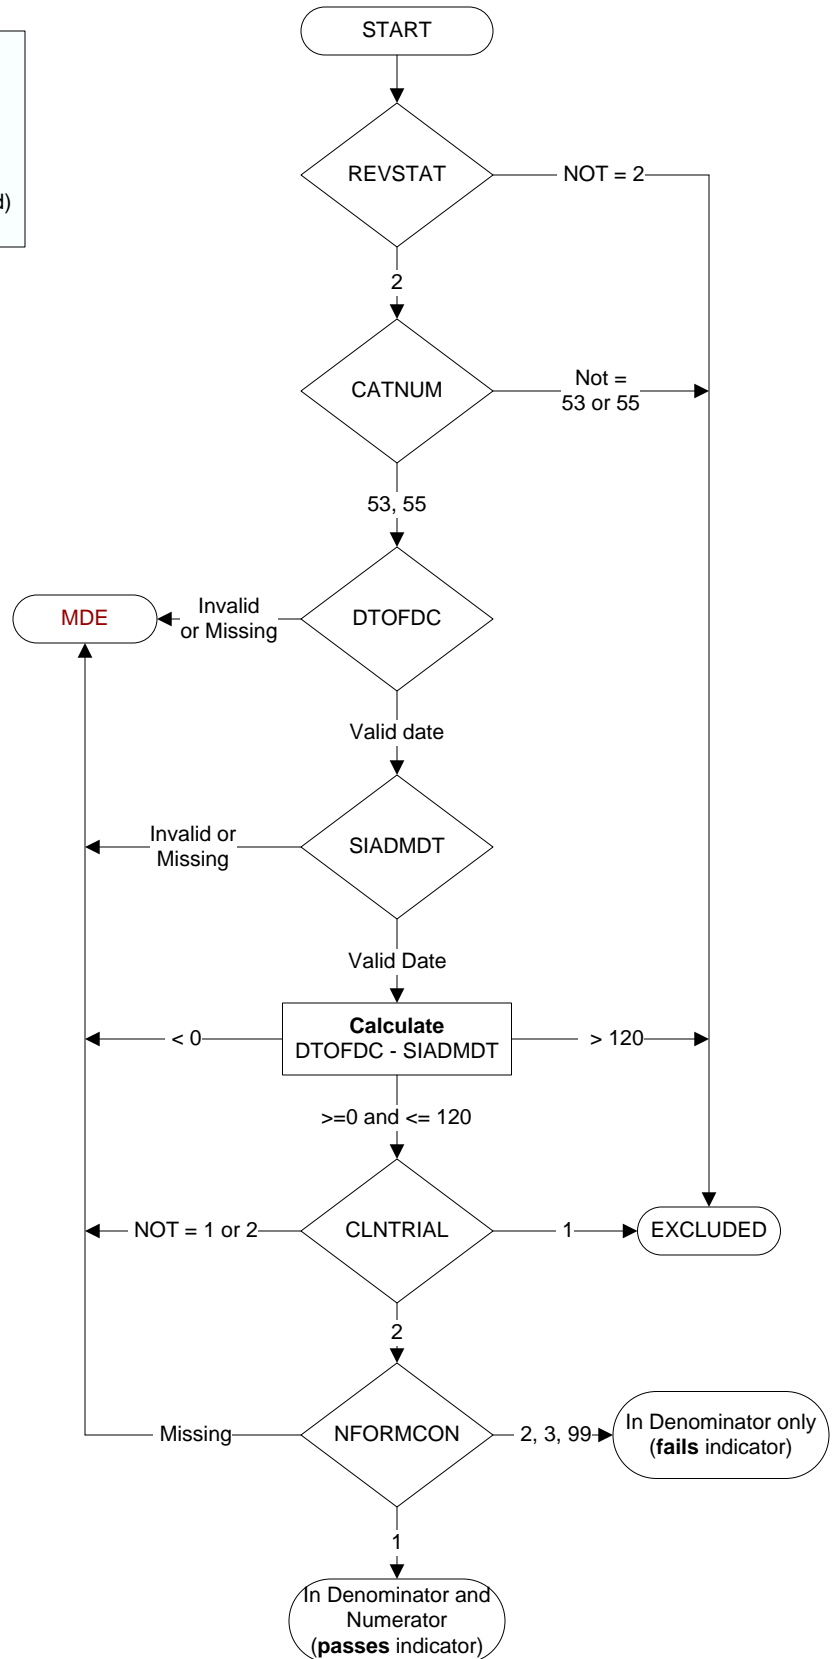 START
d)
REVSTAT
NOT = 2
2
CATNUM
Not =
53 or 55
53, 55
MDE
Invalid
or Missing
DTOFDC
Valid date
Invalid or
Missing
SIADMDT
Valid Date
< 0
Calculate
DTOFDC - SIADMDT
> 120
>=0 and <= 120
NOT = 1 or 2
CLNTRIAL
1
EXCLUDED
2
Missing
NFORMCON
2, 3, 99
In Denominator only
(fails indicator)
1
In Denominator and
Numerator
(passes indicator)